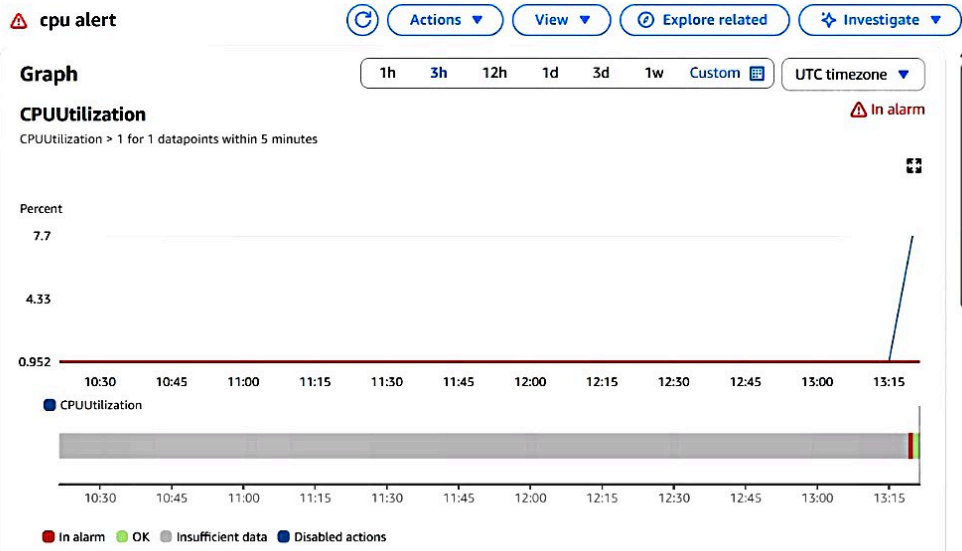 cpu alert
Actions View Explore related Investigate
Graph
1h 3h 12h 1d 3d 1w Custom UTC timezone
CPUUtilization
In alarm
CPUUtilization > 1 for 1 datapoints within 5 minutes
Percent
7.7
4.33
0.952
10:30 10:45 11:00 11:15 11:30 11:45 12:00 12:15 12:30 12:45 13:00 13:15
CPUUtilization
10:30 10:45 11:00 11:15 11:30 11:45 12:00 12:15 12:30 12:45 13:00 13:15
In alarm OK Insufficient data Disabled actions